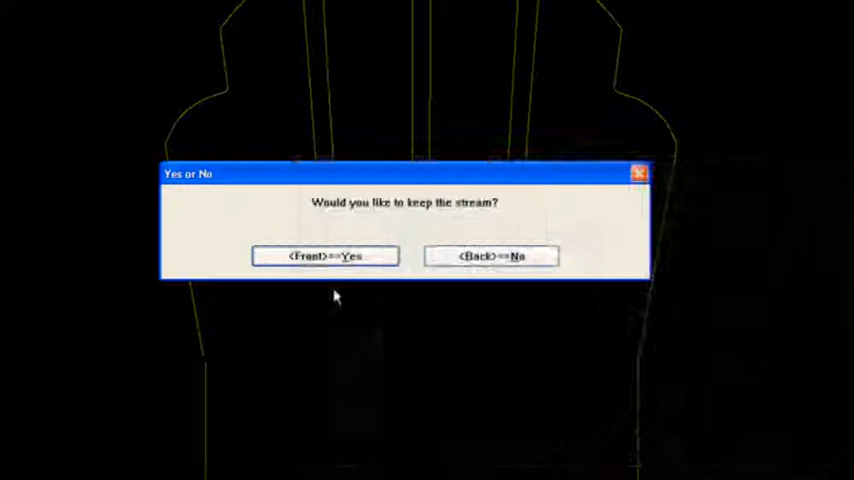 Yes or No
Would you like to keep the stream?
<Front>==Yes
<Back>==No